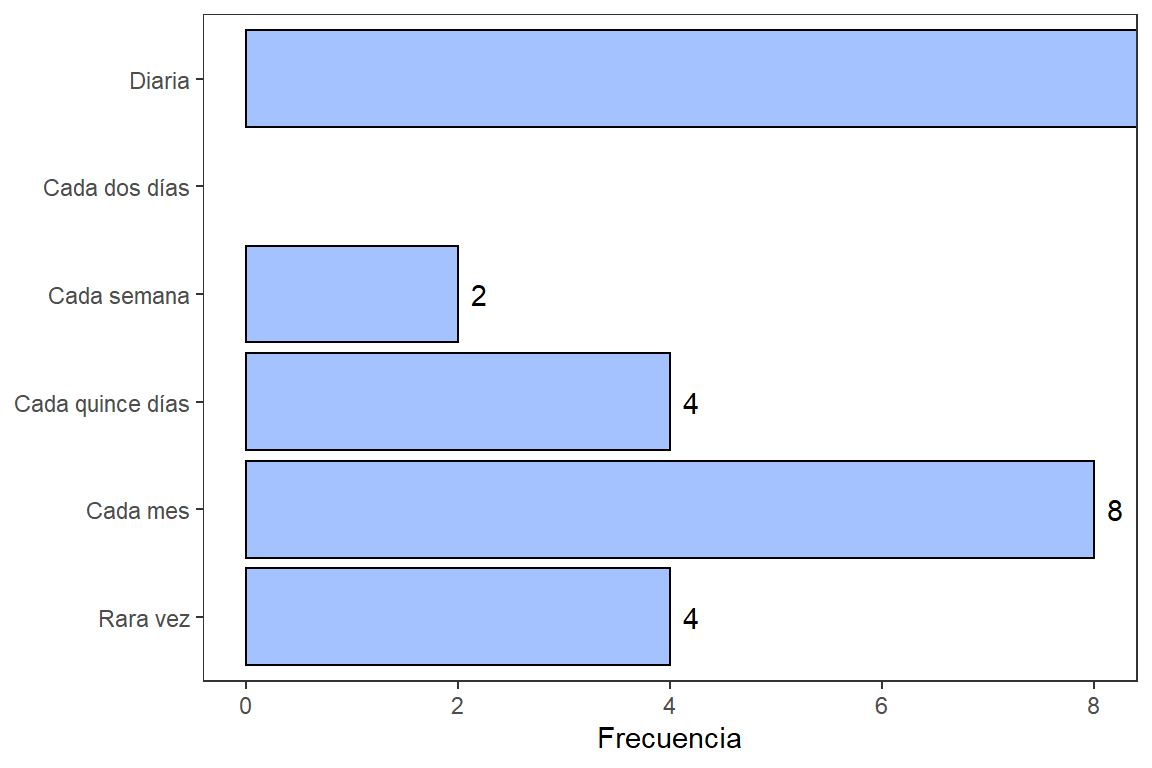 Diaria
Cada dos días
Cada semana
2
Cada quince días
4
Cada mes
8
Rara vez
4
0 2 4 6 8
Frecuencia